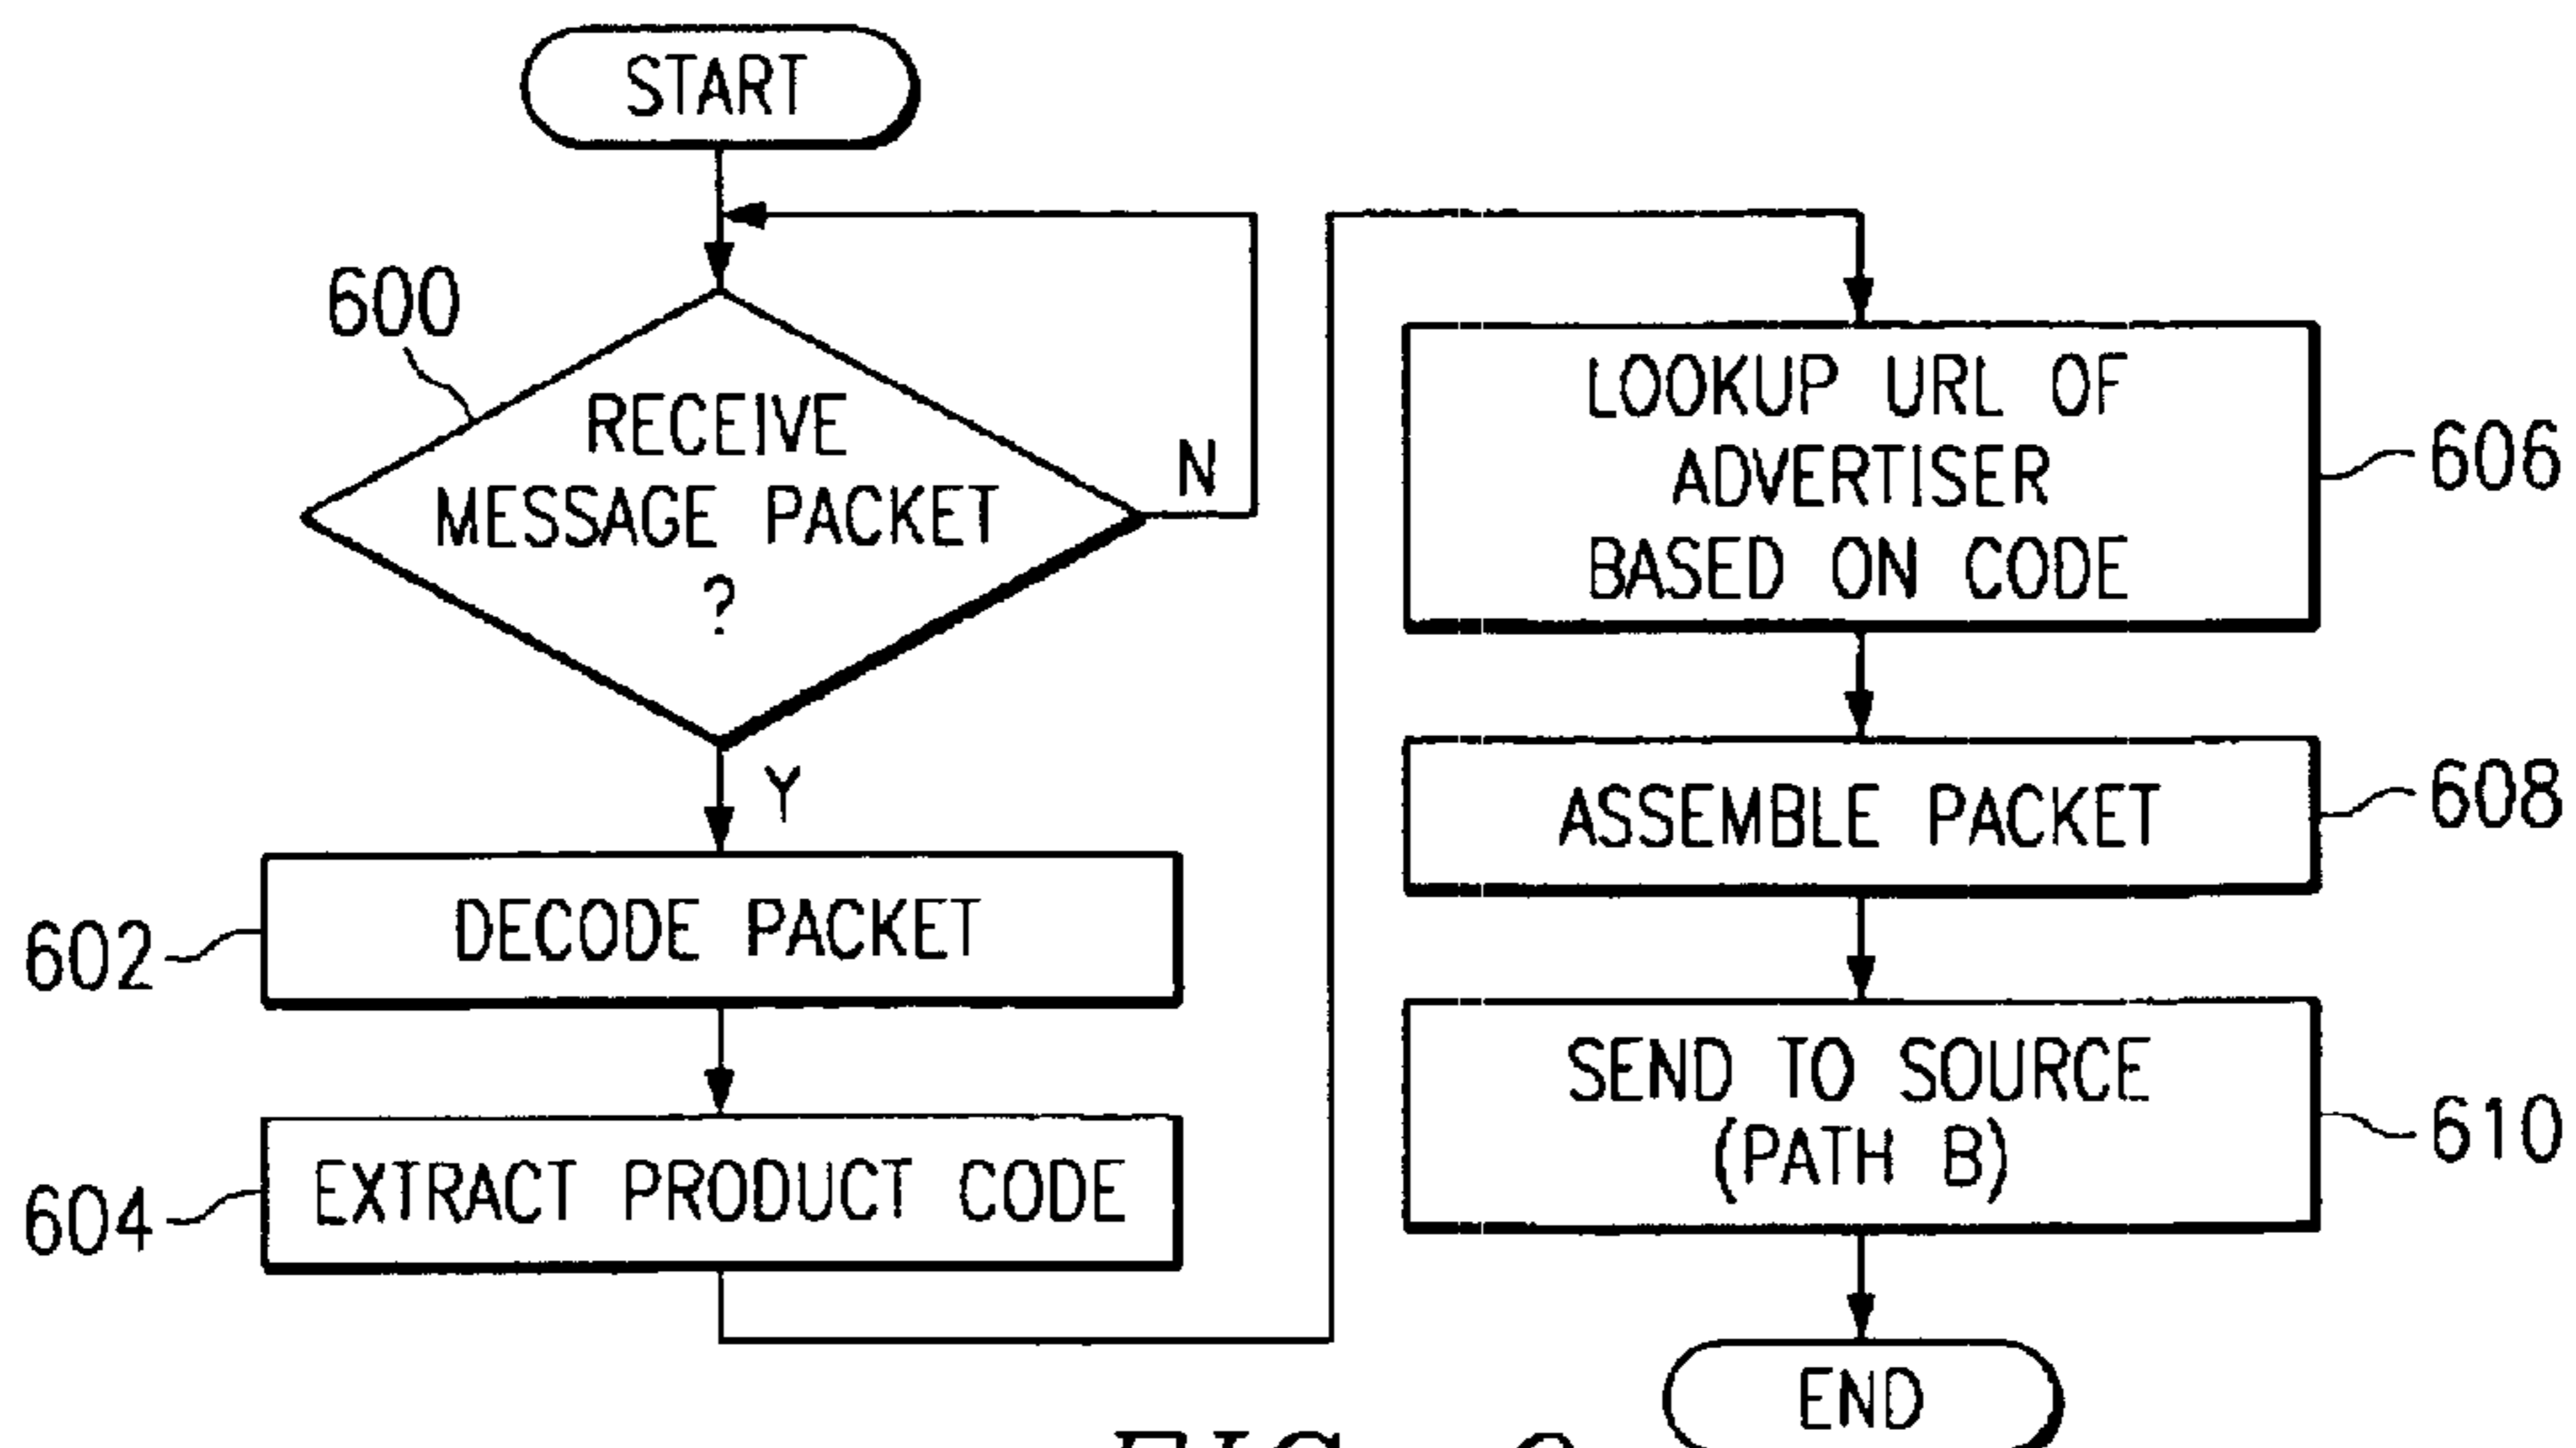 START
600
RECEIVE
MESSAGE PACKET
?
N
Y
602
DECODE PACKET
604
EXTRACT PRODUCT CODE
LOOKUP URL OF
ADVERTISER
BASED ON CODE
606
ASSEMBLE PACKET
608
SEND TO SOURCE
(PATH B)
610
END